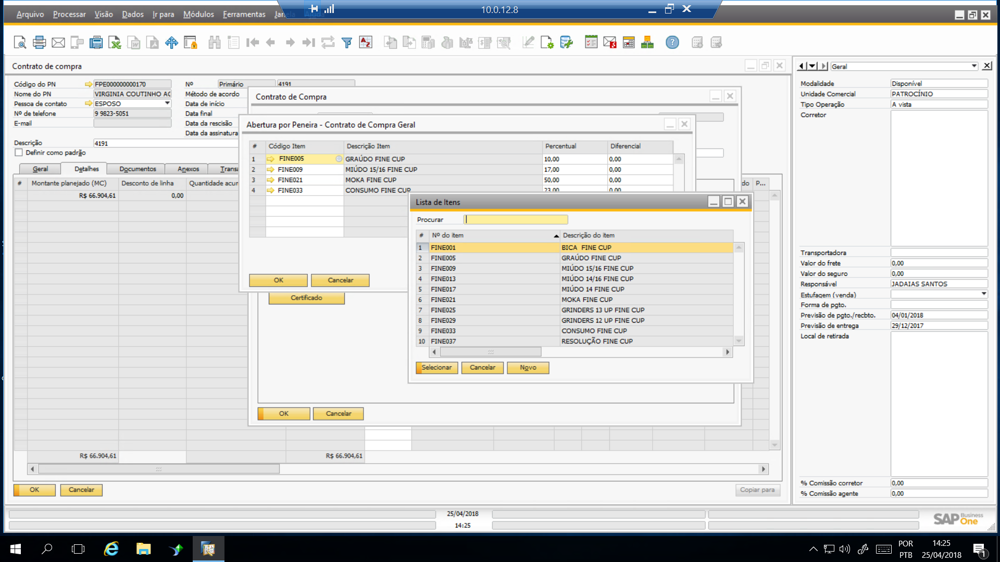 10.0.12.8
Arquivo Processar Visão Dados Ir para Módulos Ferramentas
Contrato de compra
Código do PN FPE000000000170 Nº Primário 4191
Nome do PN VIRGINIA COUTINHO AG Método de acordo
Pessoa de contato ESPOSO Data de início
Nº de telefone 9 9823-5051 Data final
E-mail Data da rescisão
Data da assinatura
Descrição 4191
Definir como padrão
Geral Detalhes Documentos Anexos Transa
# Montante planejado (MC) Desconto de linha Quantidade acum do P...
R$ 66.904,61 0,00
R$ 66.904,61 R$ 66.904,61
OK Cancelar Copiar para
Contrato de Compra
Certificado
OK Cancelar
Abertura por Peneira - Contrato de Compra Geral
# Código Item Descrição Item Percentual Diferencial
1 FINE005 GRAÚDO FINE CUP 10,00 0,00
2 FINE009 MIÚDO 15/16 FINE CUP 17,00 0,00
3 FINE021 MOKA FINE CUP 50,00 0,00
4 FINE033 CONSUMO FINE CUP 23,00 0,00
OK Cancelar
Lista de Itens
Procurar
# Nº do item Descrição do item
1 FINE001 BICA FINE CUP
2 FINE005 GRAÚDO FINE CUP
3 FINE009 MIÚDO 15/16 FINE CUP
4 FINE013 MIÚDO 14/16 FINE CUP
5 FINE017 MIÚDO 14 FINE CUP
6 FINE021 MOKA FINE CUP
7 FINE025 GRINDERS 13 UP FINE CUP
8 FINE029 GRINDERS 12 UP FINE CUP
9 FINE033 CONSUMO FINE CUP
10 FINE037 RESOLUÇÃO FINE CUP
Selecionar Cancelar Novo
Geral
Modalidade Disponível
Unidade Comercial PATROCÍNIO
Tipo Operação A vista
Corretor
Transportadora
Valor do frete 0,00
Valor do seguro 0,00
Responsável JADAIAS SANTOS
Estufagem (venda)
Forma de pgto.
Previsão de pgto./recbto. 04/01/2018
Previsão de entrega 29/12/2017
Local de retirada
% Comissão corretor 0,00
% Comissão agente 0,00
25/04/2018
14:25
SAP Business One
POR
PTB
14:25
25/04/2018
1